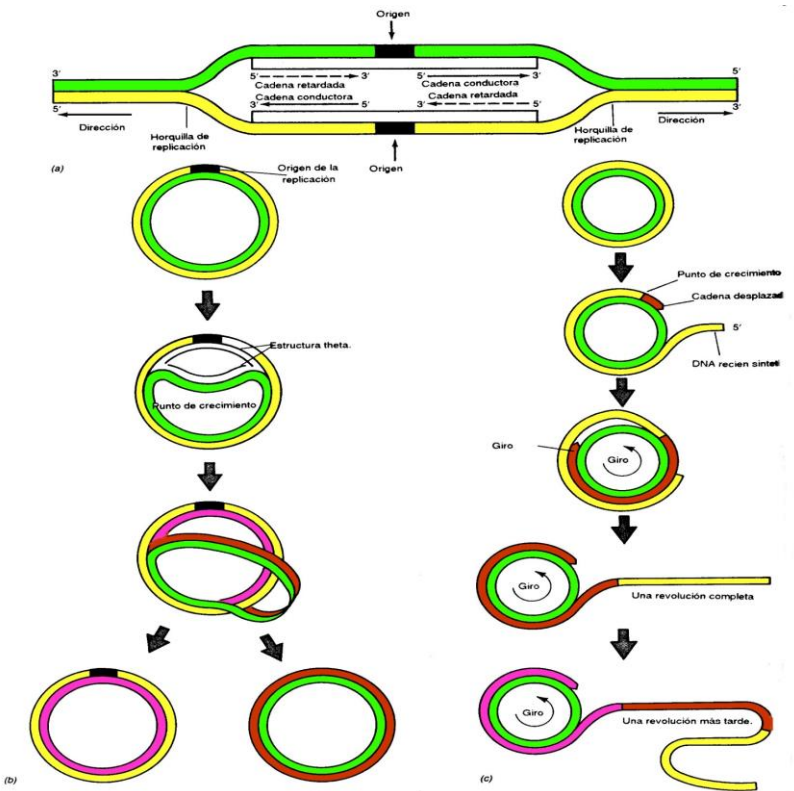 Origen
3′
5′
5′
3′
5′
3′
Cadena retardada
Cadena conductora
Cadena conductora
Cadena retardada
3′
5′
3′
5′
5′
3′
Dirección
Horquilla de
replicación
Horquilla de
replicación
Dirección
(a)
Origen
Origen de la
replicación
Estructura theta.
Punto de crecimiento
(b)
Punto de crecimiento
Cadena desplazad
5′
DNA recien sinteti
Giro
Giro
Giro
Una revolución completa
Giro
Una revolución más tarde.
(c)